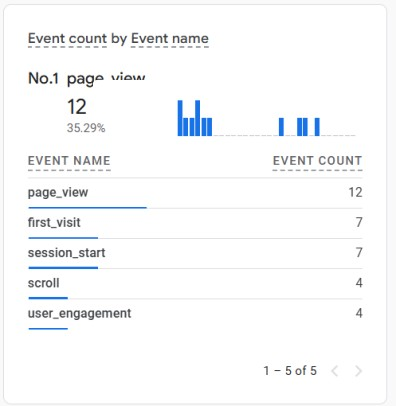 Event count by Event name
No.1 page_view
12
35.29%
EVENT NAME EVENT COUNT
page_view 12
first_visit 7
session_start 7
scroll 4
user_engagement 4
1 – 5 of 5